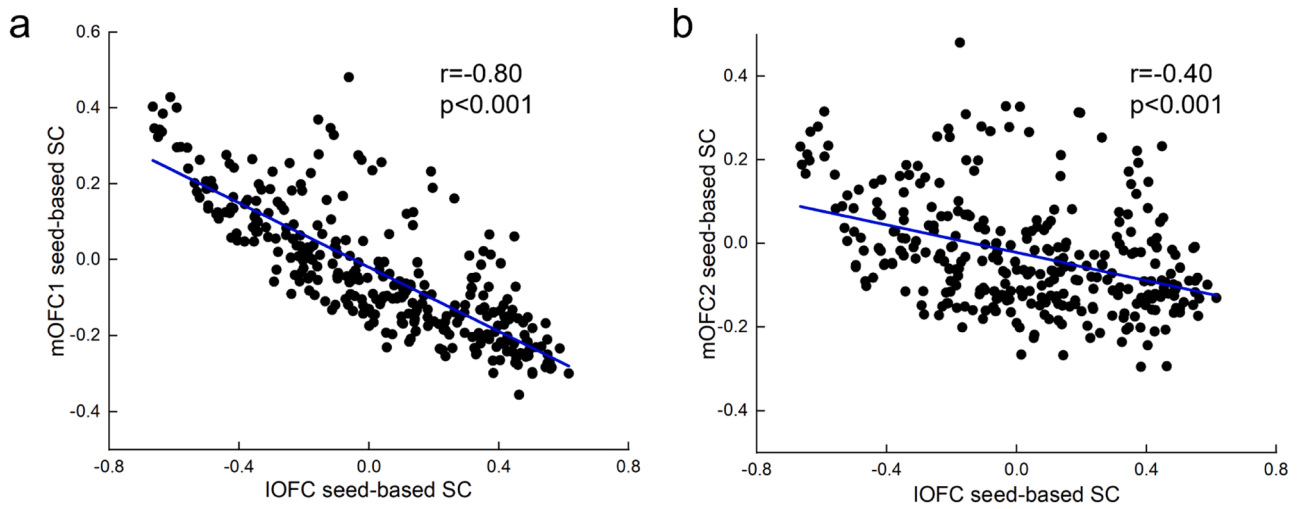 a
0.6
0.4
0.2
0.0
-0.2
-0.4
mOFC1 seed-based SC
r=-0.80
p<0.001
-0.8 -0.4 0.0 0.4 0.8
lOFC seed-based SC
b
0.4
0.2
0.0
-0.2
-0.4
mOFC2 seed-based SC
r=-0.40
p<0.001
-0.8 -0.4 0.0 0.4 0.8
lOFC seed-based SC